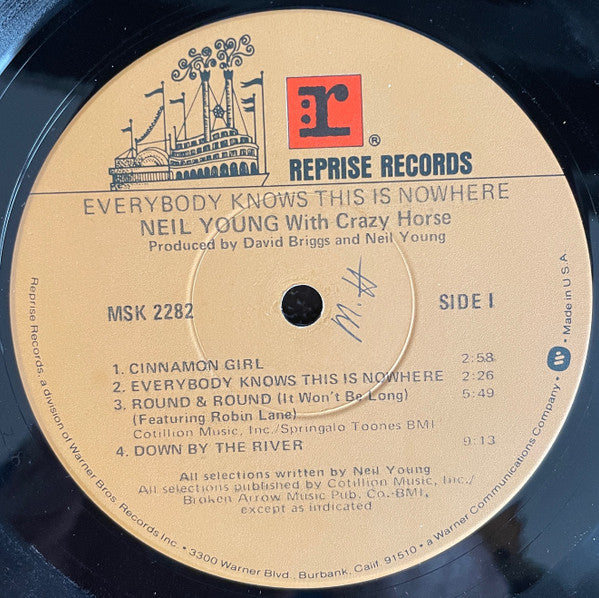 r
®
REPRISE RECORDS
EVERYBODY KNOWS THIS IS NOWHERE
NEIL YOUNG With Crazy Horse
Produced by David Briggs and Neil Young
MSK 2282
M.H
SIDE I
1. CINNAMON GIRL 2:58
2. EVERYBODY KNOWS THIS IS NOWHERE 2:26
3. ROUND & ROUND (It Won't Be Long) 5:49
(Featuring Robin Lane)
Cotillion Music, Inc./Springalo Toones BMI
4. DOWN BY THE RIVER 9:13
All selections written by Neil Young
All selections published by Cotillion Music, Inc./
Broken Arrow Music Pub. Co.-BMI,
except as indicated
Reprise Records, a division of Warner Bros. Records Inc. • 3300 Warner Blvd., Burbank, Calif. 91510 • a Warner Communications Company • W • Made in U.S.A.